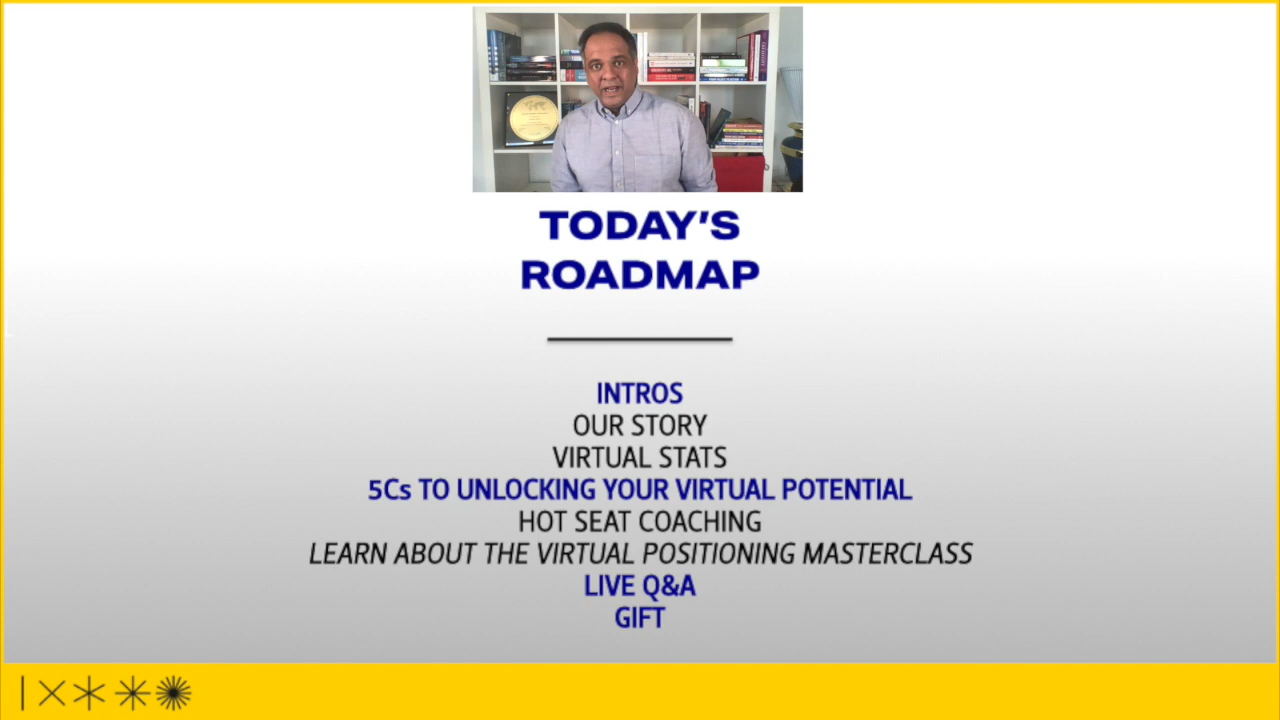 TODAY'S
ROADMAP
INTROS
OUR STORY
VIRTUAL STATS
5Cs TO UNLOCKING YOUR VIRTUAL POTENTIAL
HOT SEAT COACHING
LEARN ABOUT THE VIRTUAL POSITIONING MASTERCLASS
LIVE Q&A
GIFT